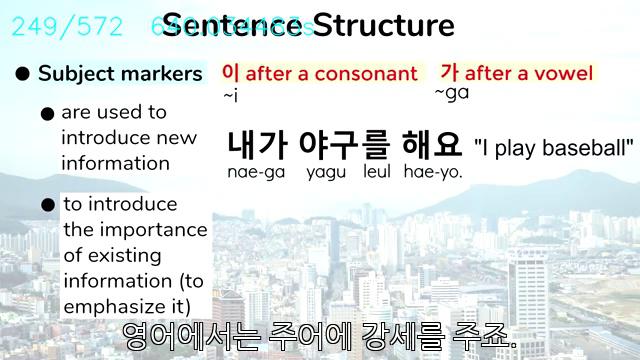 249/572
Sentence Structure
Subject markers
이 after a consonant
~i
가 after a vowel
~ga
are used to
introduce new
information
내가 야구를 해요 "I play baseball"
nae-ga yagu leul hae-yo.
to introduce
the importance
of existing
information (to
emphasize it)
영어에서는 주어에 강세를 주죠.